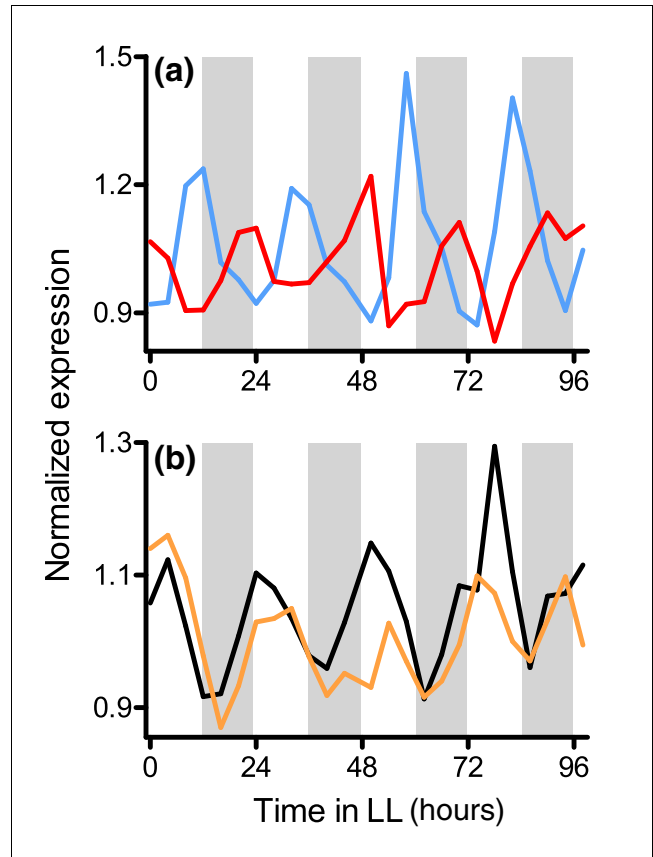 (a)
1.5
1.2
0.9
0 24 48 72 96
Normalized expression
(b)
1.3
1.1
0.9
0 24 48 72 96
Time in LL (hours)